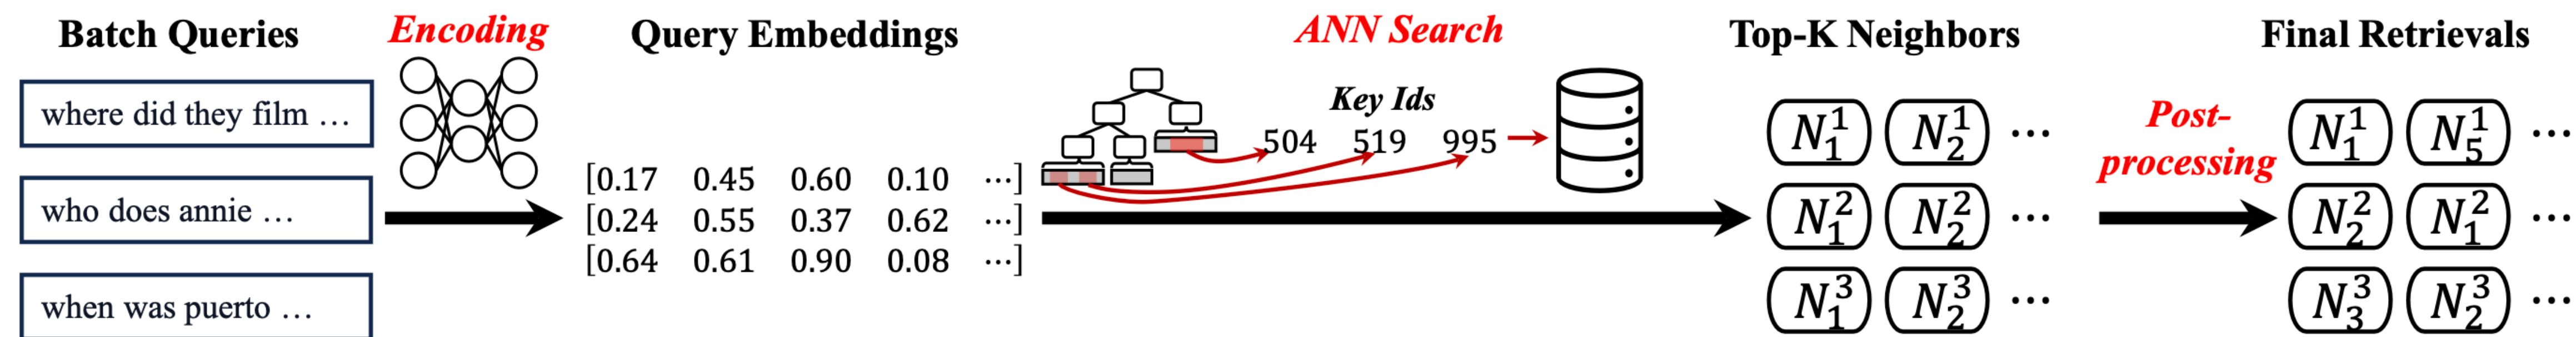 Batch Queries
Encoding
Query Embeddings
ANN Search
Top-K Neighbors
Final Retrievals
where did they film …
who does annie …
when was puerto …
[0.17 0.45 0.60 0.10 …]
[0.24 0.55 0.37 0.62 …]
[0.64 0.61 0.90 0.08 …]
Key Ids
504 519 995
N₁¹ N₂¹ …
N₁² N₂² …
N₁³ N₂³ …
Post-
processing
N₁¹ N₅¹ …
N₂² N₁² …
N₃³ N₂³ …